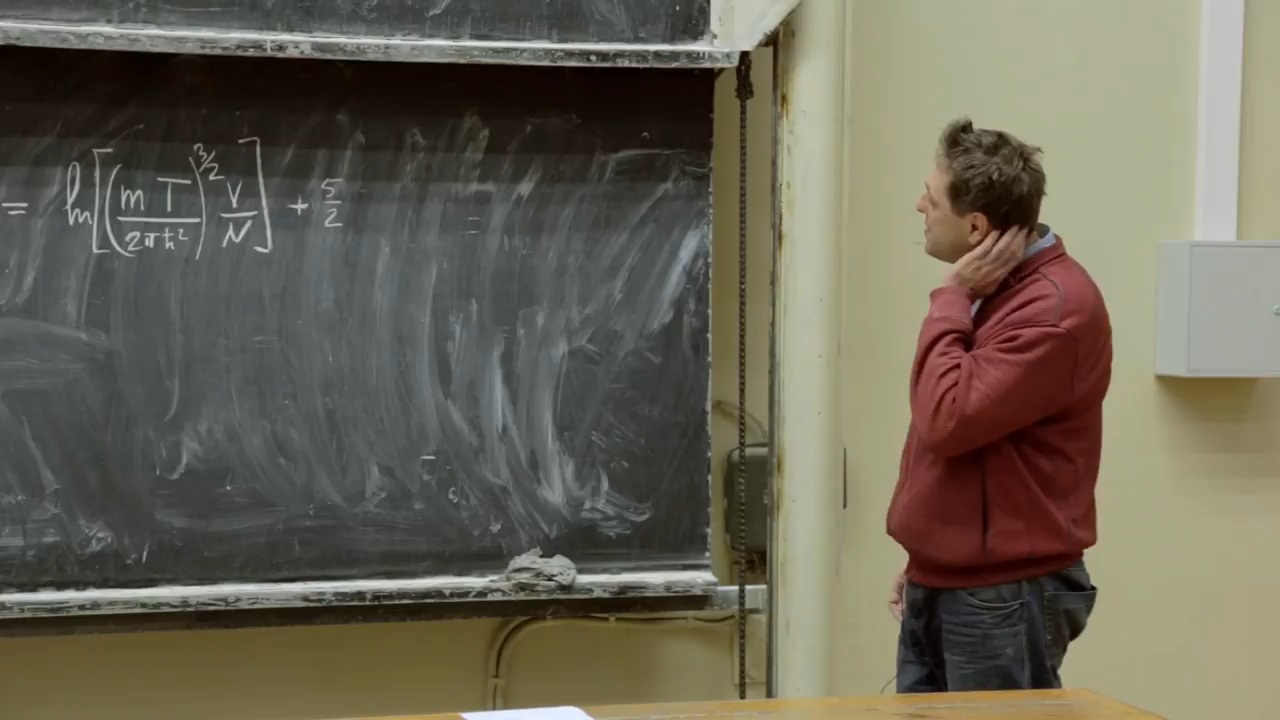 = ln[(mT/2πħ²)^3/2 V/N] + 5/2